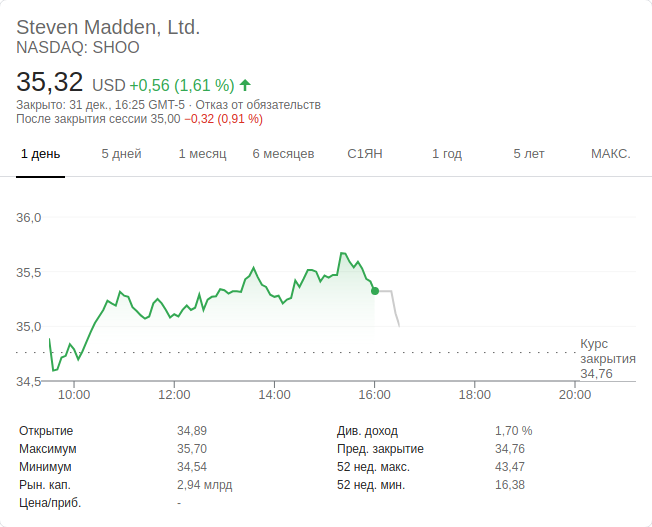 Steven Madden, Ltd.
NASDAQ: SHOO
35,32 USD +0,56 (1,61 %)
Закрыто: 31 дек., 16:25 GMT-5 · Отказ от обязательств
После закрытия сессии 35,00 −0,32 (0,91 %)
1 день 5 дней 1 месяц 6 месяцев С1ЯН 1 год 5 лет МАКС.
36,0
35,5
35,0
Курс
закрытия
34,76
34,5
10:00 12:00 14:00 16:00 18:00 20:00
Открытие 34,89 Див. доход 1,70 %
Максимум 35,70 Пред. закрытие 34,76
Минимум 34,54 52 нед. макс. 43,47
Рын. кап. 2,94 млрд 52 нед. мин. 16,38
Цена/приб. -